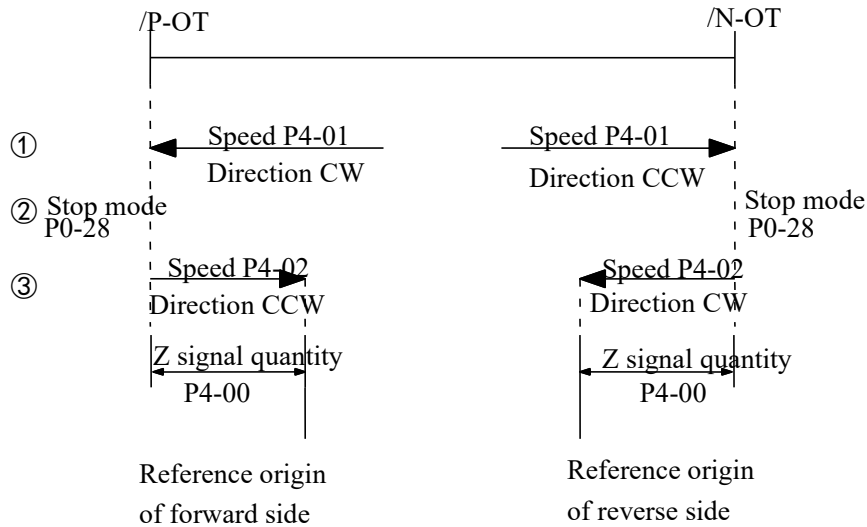 /P-OT
/N-OT
① Speed P4-01 Speed P4-01
Direction CW Direction CCW
② Stop mode Stop mode
P0-28 P0-28
③ Speed P4-02 Speed P4-02
Direction CCW Direction CW
Z signal quantity Z signal quantity
P4-00 P4-00
Reference origin Reference origin
of forward side of reverse side